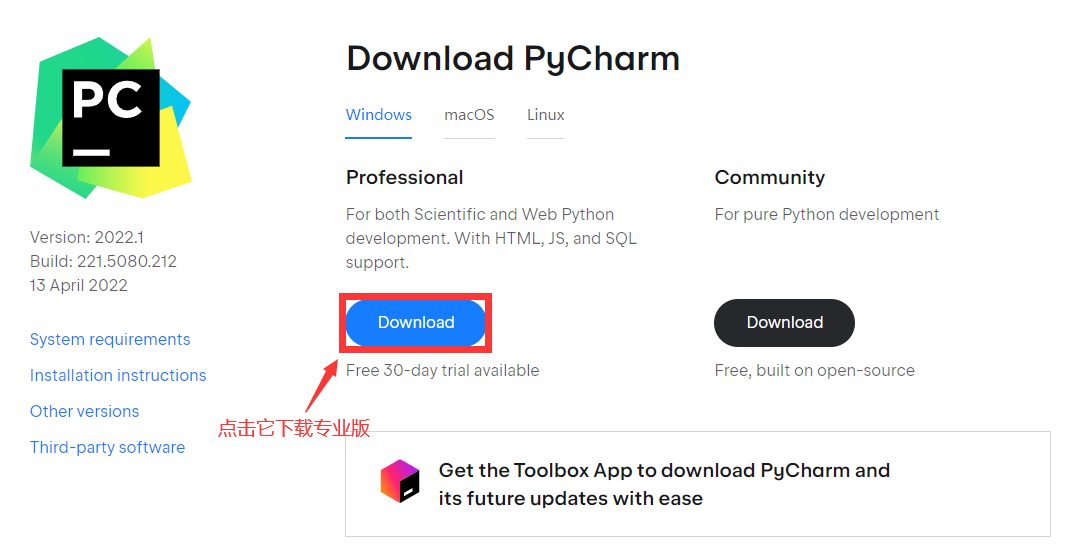 PC
Download PyCharm
Windows macOS Linux
Professional
For both Scientific and Web Python
development. With HTML, JS, and SQL
support.
Download
Free 30-day trial available
Community
For pure Python development
Download
Free, built on open-source
Version: 2022.1
Build: 221.5080.212
13 April 2022
System requirements
Installation instructions
Other versions
Third-party software
点击它下载专业版
Get the Toolbox App to download PyCharm and
its future updates with ease